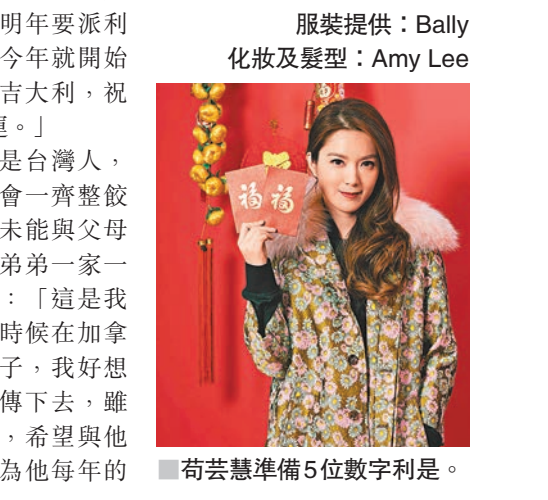 明年要派利
今年就開始
吉大利，祝
運。」
是台灣人，
會一齊整餃
未能與父母
弟弟一家一
：「這是我
時候在加拿
子，我好想
傳下去，雖
，希望與他
為他每年的
服裝提供：Bally
化妝及髮型：Amy Lee
福 福
■苟芸慧準備5位數字利是。